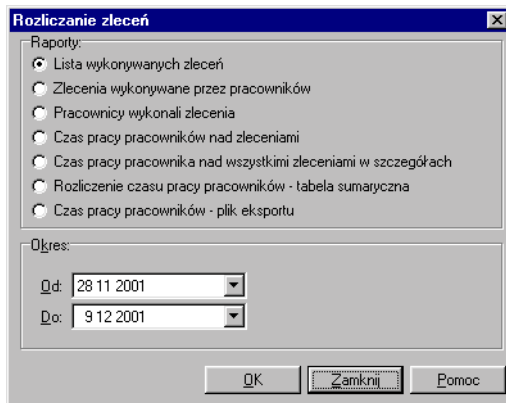 Rozliczanie zleceń
Raporty:
Lista wykonywanych zleceń
Zlecenia wykonywane przez pracowników
Pracownicy wykonali zlecenia
Czas pracy pracowników nad zleceniami
Czas pracy pracownika nad wszystkimi zleceniami w szczegółach
Rozliczenie czasu pracy pracowników - tabela sumaryczna
Czas pracy pracowników - plik eksportu
Okres:
Od: 28 11 2001
Do: 9 12 2001
OK Zamknij Pomoc